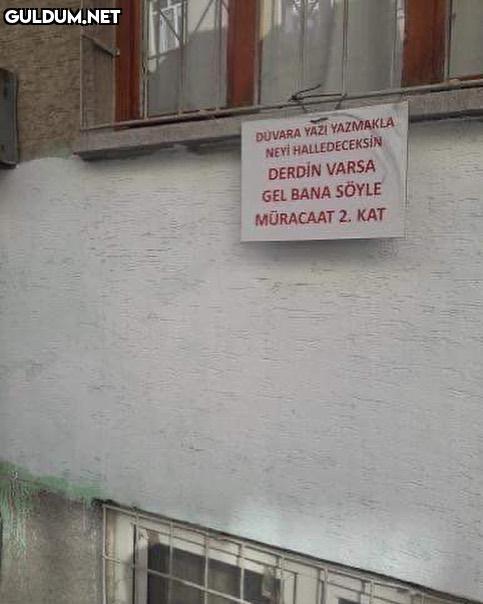 GULDUM.NET
DUVARA YAZI YAZMAKLA
NEYİ HALLEDECEKSİN
DERDİN VARSA
GEL BANA SÖYLE
MÜRACAAT 2. KAT